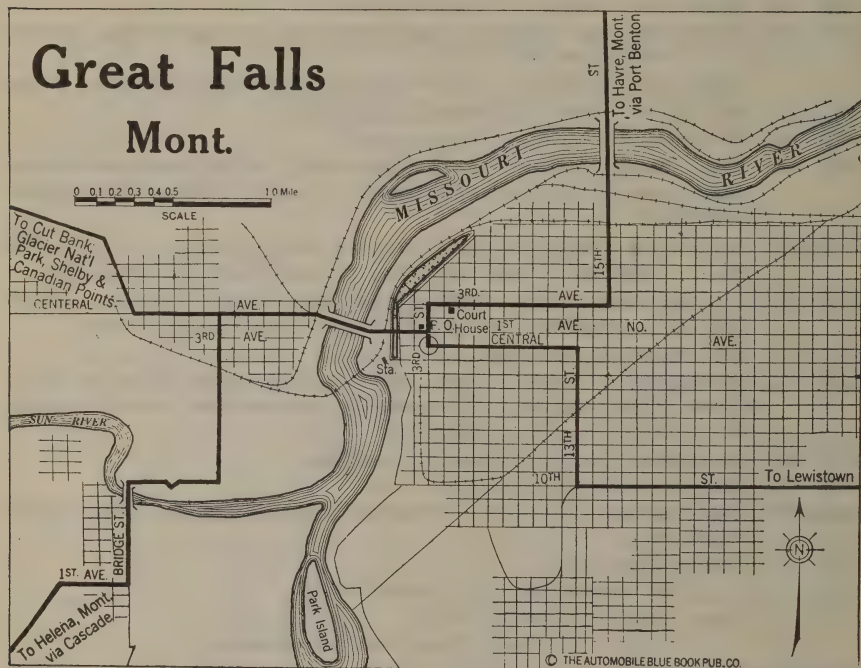 Great Falls
Mont.
0 0.1 0.2 0.3 0.4 0.5 1.0 Mile
SCALE
To Cut Bank,
Glacier Nat'l
Park, Shelby &
Canadian Points.
CENTERAL AVE.
3RD AVE.
MISSOURI RIVER
ST
To Havre, Mont.
via Port Benton
15TH
3RD. AVE.
Court
House
ST
P. O. 1ST AVE. NO.
CENTRAL AVE.
3RD
Sta.
ST.
13TH
10TH ST.
To Lewistown
SUN RIVER
BRIDGE ST.
1ST. AVE.
To Helena, Mont.
via Cascade
Park Island
N
© THE AUTOMOBILE BLUE BOOK PUB. CO.